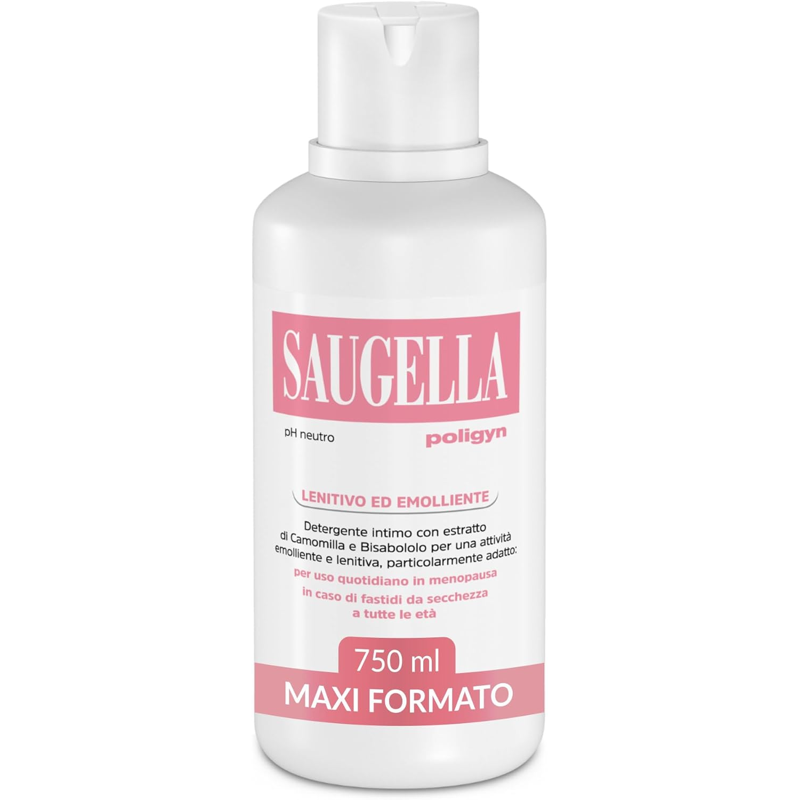 SAUGELLA
pH neutro
poligyn
LENITIVO ED EMOLLIENTE
Detergente intimo con estratto
di Camomilla e Bisabololo per una attività
emolliente e lenitiva, particolarmente adatto:
per uso quotidiano in menopausa
in caso di fastidi da secchezza
a tutte le età
750 ml
MAXI FORMATO